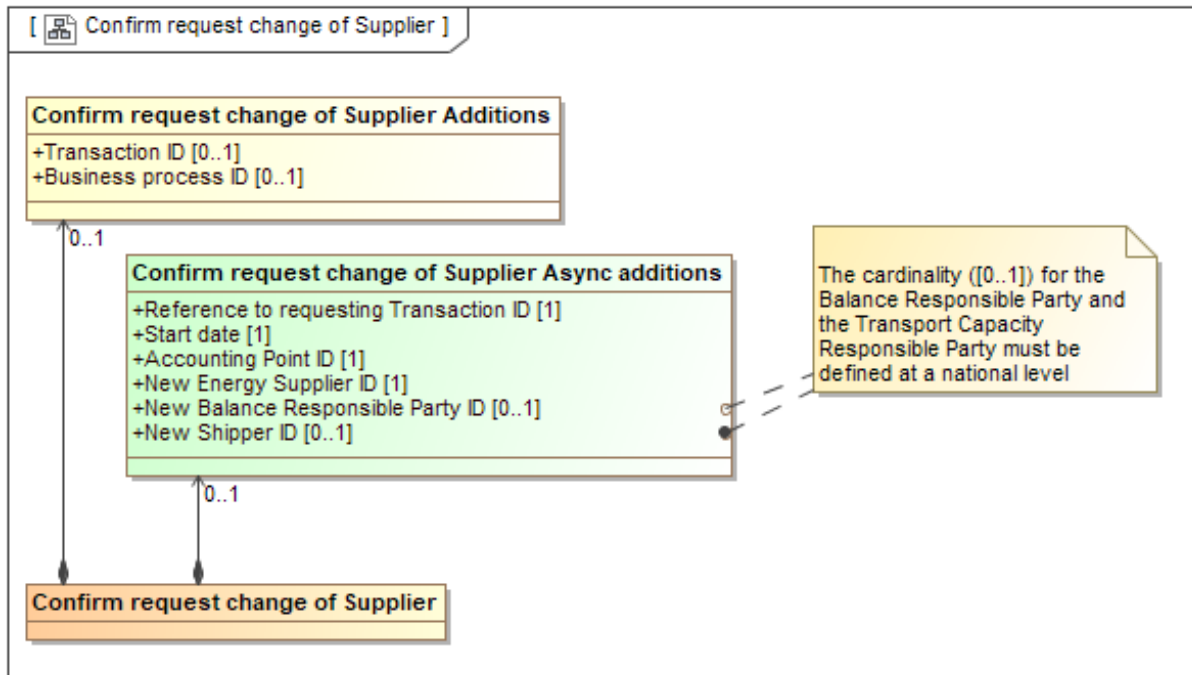 [ Confirm request change of Supplier ]
Confirm request change of Supplier Additions
+Transaction ID [0..1]
+Business process ID [0..1]
0..1
Confirm request change of Supplier Async additions
+Reference to requesting Transaction ID [1]
+Start date [1]
+Accounting Point ID [1]
+New Energy Supplier ID [1]
+New Balance Responsible Party ID [0..1]
+New Shipper ID [0..1]
The cardinality ([0..1]) for the
Balance Responsible Party and
the Transport Capacity
Responsible Party must be
defined at a national level
0..1
Confirm request change of Supplier